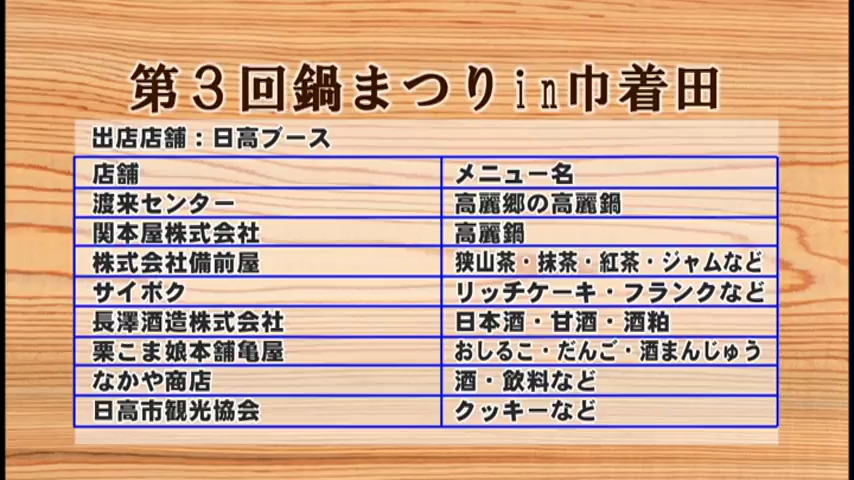 第３回鍋まつりin巾着田
出店店舗：日高ブース
店舗 メニュー名
渡来センター 高麗郷の高麗鍋
関本屋株式会社 高麗鍋
株式会社備前屋 狭山茶・抹茶・紅茶・ジャムなど
サイボク リッチケーキ・フランクなど
長澤酒造株式会社 日本酒・甘酒・酒粕
栗こま娘本舗亀屋 おしるこ・だんご・酒まんじゅう
なかや商店 酒・飲料など
日高市観光協会 クッキーなど